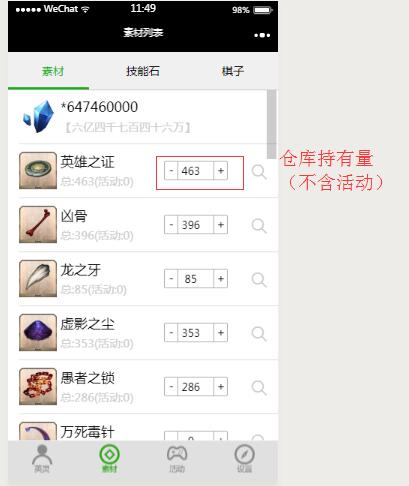 ●●●●● WeChat 11:49 98%
素材列表
素材 技能石 棋子
*647460000
【六亿四千七百四十六万】
英雄之证
总:463(活动:0)
- 463 +
仓库持有量
（不含活动）
凶骨
总:396(活动:0)
- 396 +
龙之牙
总:85(活动:0)
- 85 +
虚影之尘
总:353(活动:0)
- 353 +
愚者之锁
总:286(活动:0)
- 286 +
万死毒针
英灵 素材 活动 设置